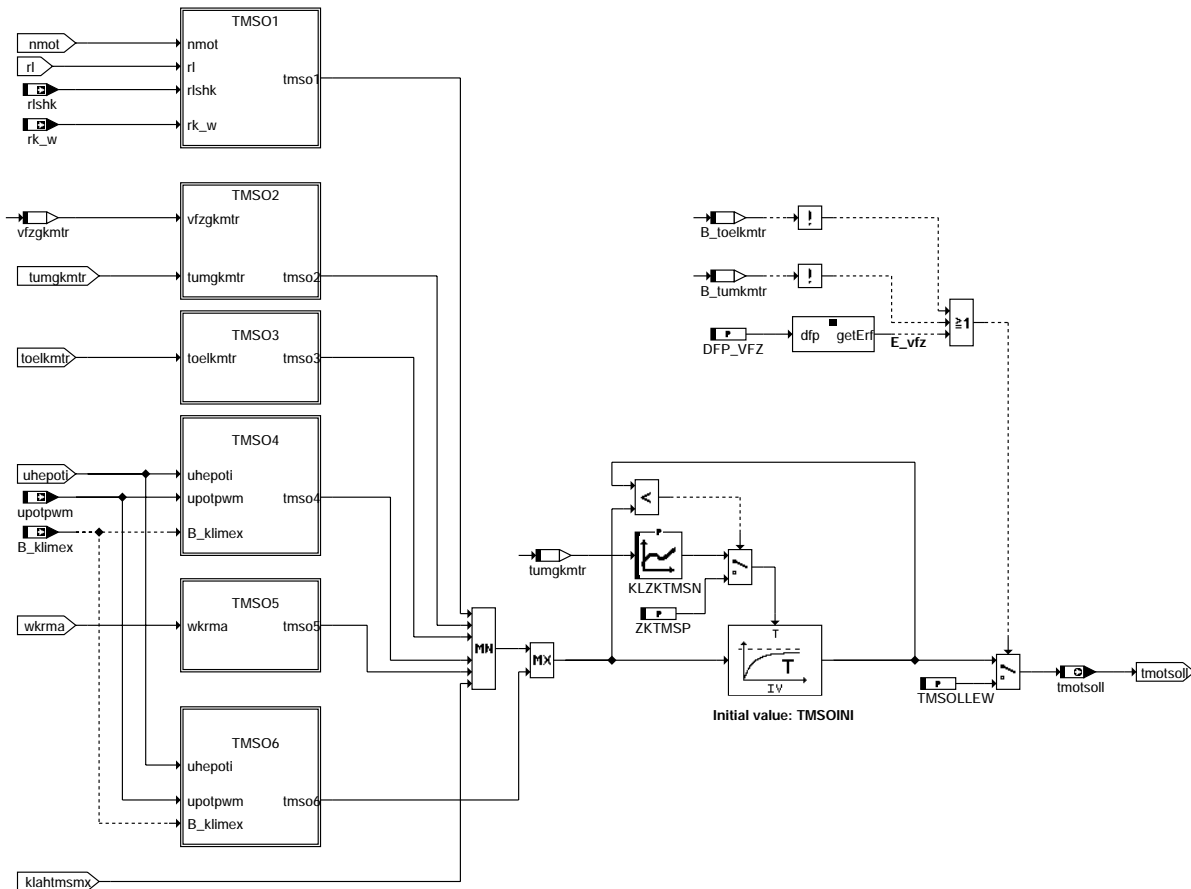 TMSO1
nmot
nmot
rl
rl
rlshk
rlshk
tmso1
rk_w
rk_w
TMSO2
vfzgkmtr
vfzgkmtr
tumgkmtr
tumgkmtr
tmso2
B_toelkmtr
!
B_tumkmtr
!
≥1
P
DFP_VFZ
dfp
getErf
E_vfz
TMSO3
toelkmtr
toelkmtr
tmso3
TMSO4
uhepoti
uhepoti
upotpwm
upotpwm
tmso4
B_klimex
B_klimex
<
tumgkmtr
P
KLZKTMSN
P
ZKTMSP
TMSO5
wkrma
wkrma
tmso5
MN
MX
T
T
IV
Initial value: TMSOINI
P
TMSOLLEW
tmotsoll
tmotsoll
TMSO6
uhepoti
upotpwm
tmso6
B_klimex
klahtmsmx